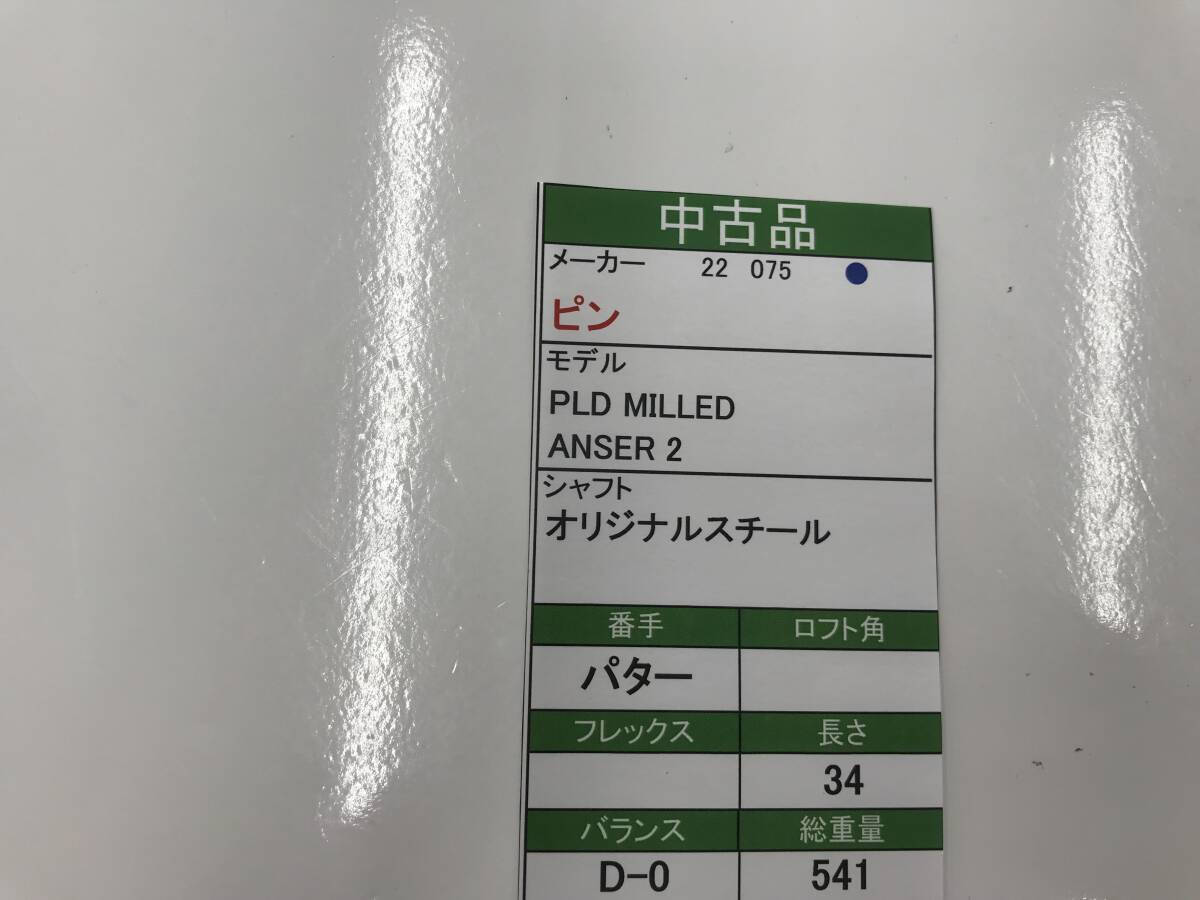 中古品
メーカー 22 075
ピン
モデル
PLD MILLED
ANSER 2
シャフト
オリジナルスチール
番手 ロフト角
パター
フレックス 長さ
34
バランス 総重量
D-0 541